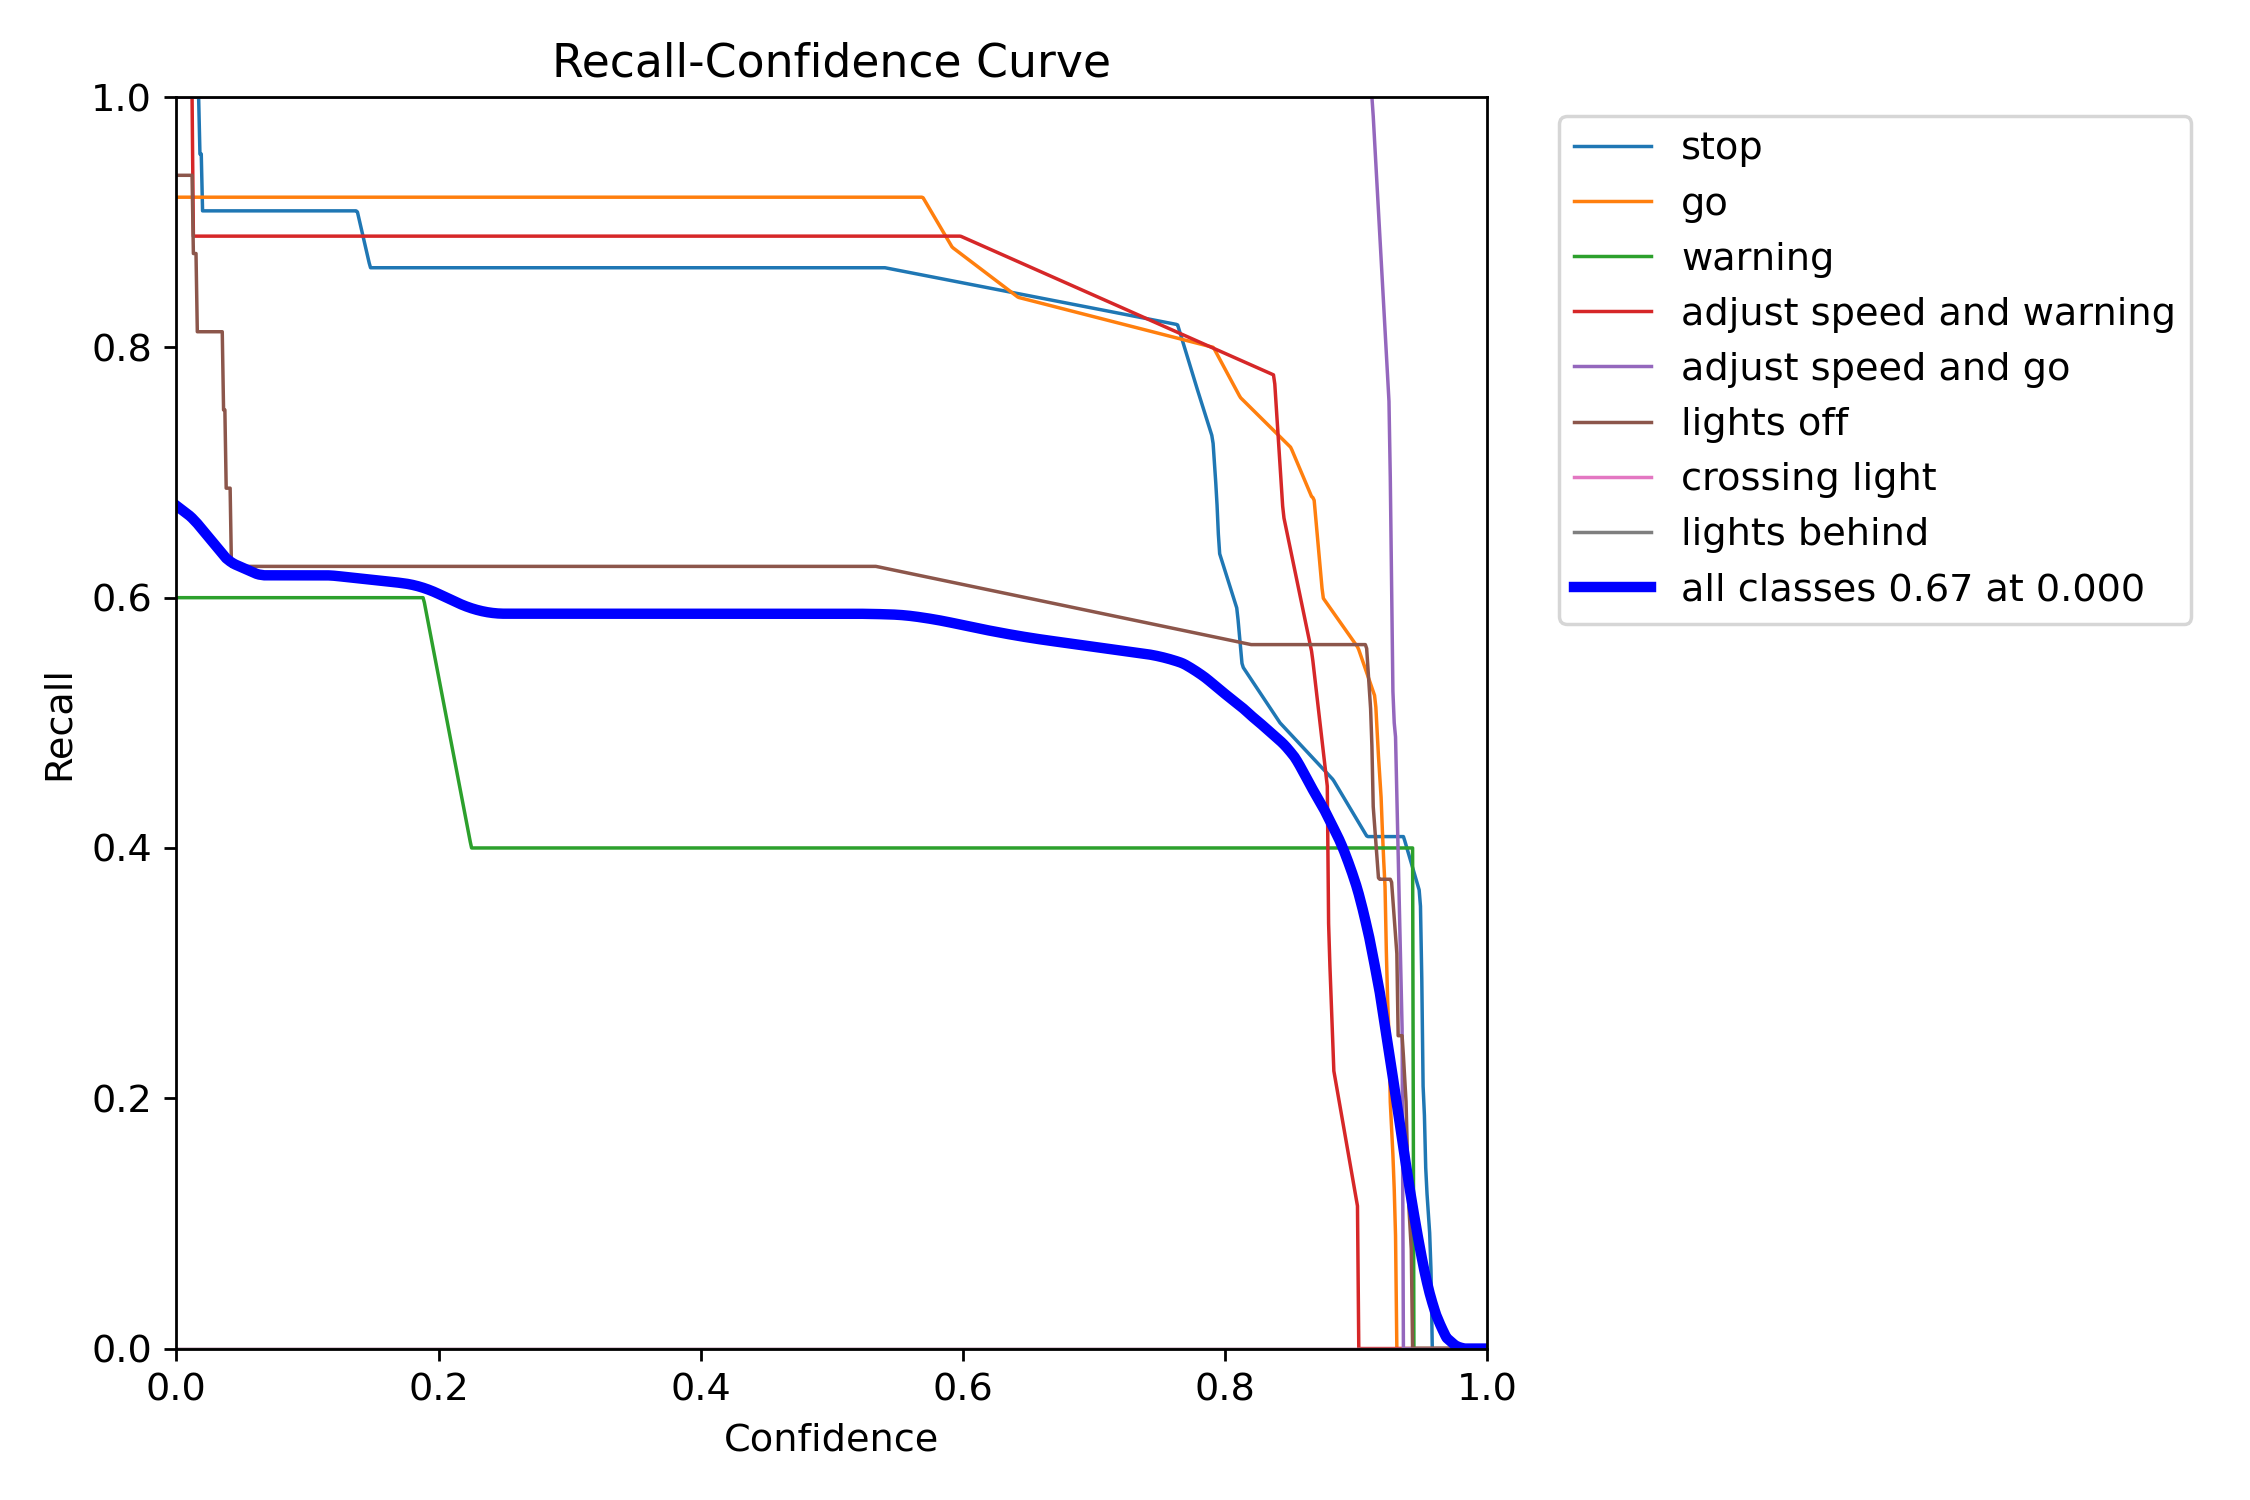 Recall-Confidence Curve
1.0
0.8
0.6
0.4
0.2
0.0
Recall
0.0 0.2 0.4 0.6 0.8 1.0
Confidence
stop
go
warning
adjust speed and warning
adjust speed and go
lights off
crossing light
lights behind
all classes 0.67 at 0.000